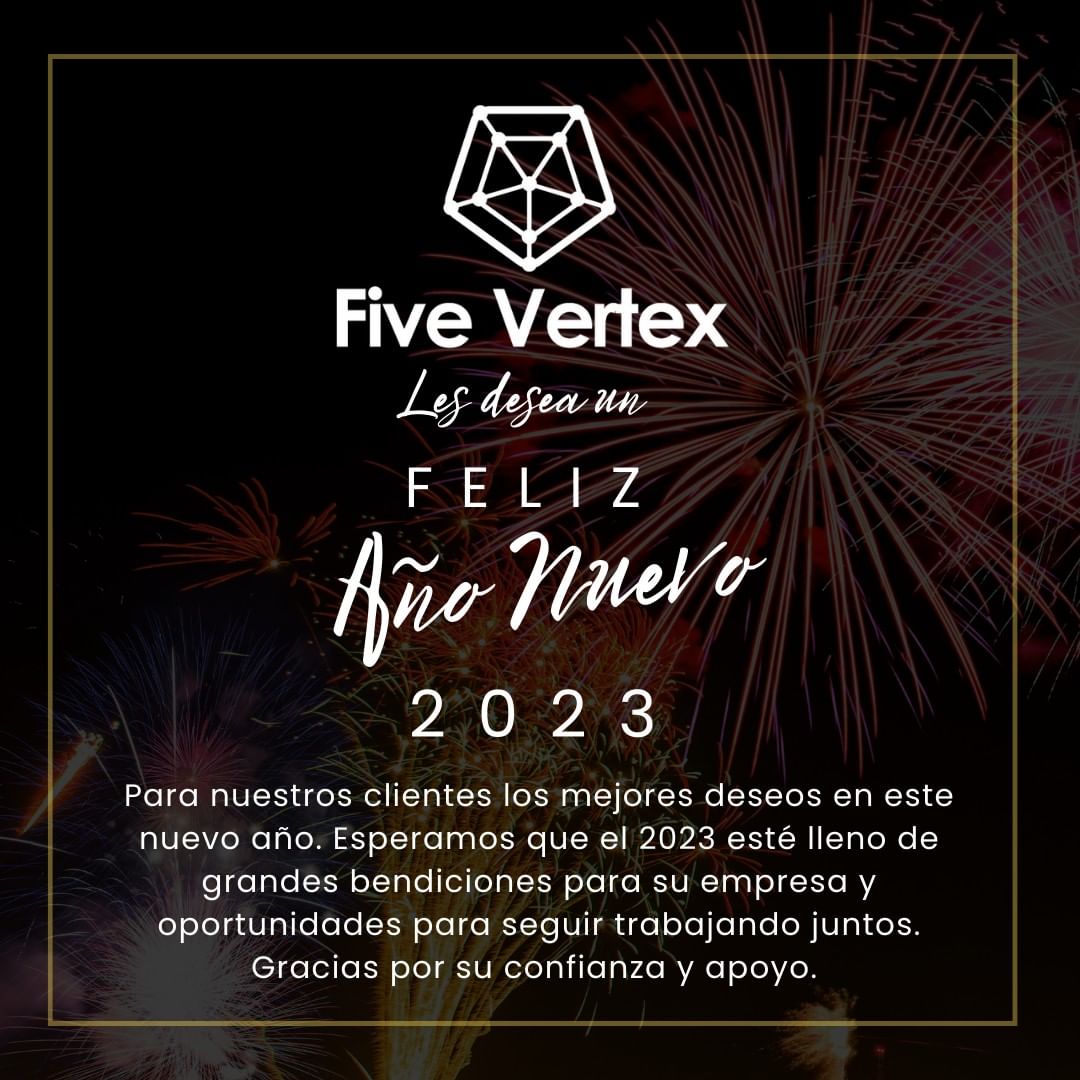 Five Vertex
Les desea un
FELIZ
Año Nuevo
2023
Para nuestros clientes los mejores deseos en este
nuevo año. Esperamos que el 2023 esté lleno de
grandes bendiciones para su empresa y
oportunidades para seguir trabajando juntos.
Gracias por su confianza y apoyo.